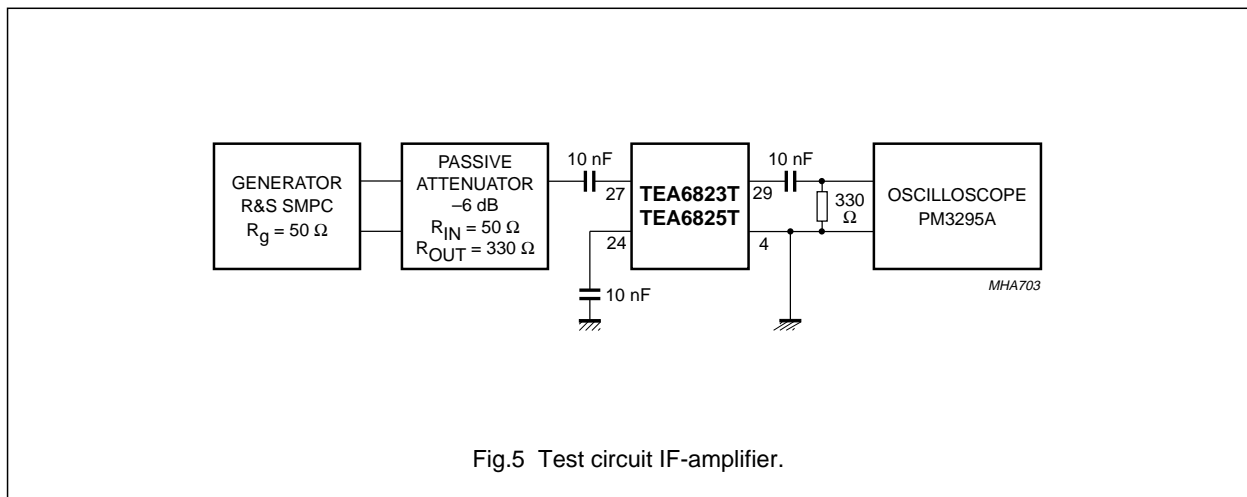 GENERATOR
R&S SMPC
Rg = 50 Ω
PASSIVE
ATTENUATOR
–6 dB
RIN = 50 Ω
ROUT = 330 Ω
10 nF
27
24
10 nF
TEA6823T
TEA6825T
29
4
10 nF
330
Ω
OSCILLOSCOPE
PM3295A
MHA703
Fig.5 Test circuit IF-amplifier.